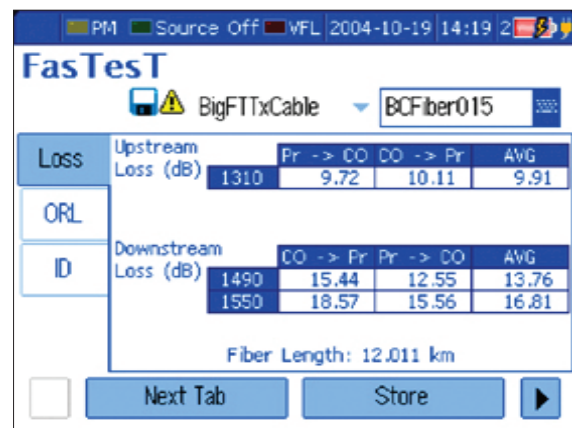 PM Source Off VFL 2004-10-19 14:19 2
FasTesT
BigFTTxCable BCFiber015
Loss
Upstream Loss (dB) Pr -> CO CO -> Pr AVG
1310 9.72 10.11 9.91
ORL
ID
Downstream Loss (dB) CO -> Pr Pr -> CO AVG
1490 15.44 12.55 13.76
1550 18.57 15.56 16.81
Fiber Length: 12.011 km
Next Tab Store